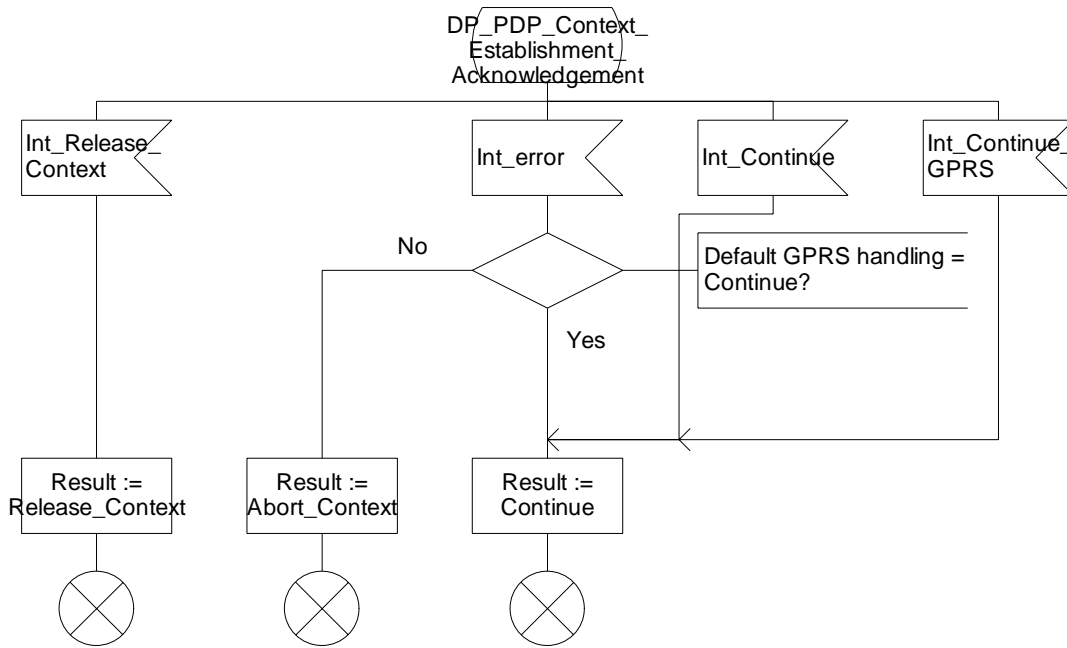 DP_PDP_Context_
Establishment_
Acknowledgement
Int_Release_
Context
Int_error
Int_Continue
Int_Continue_
GPRS
No
Default GPRS handling =
Continue?
Yes
Result :=
Release_Context
Result :=
Abort_Context
Result :=
Continue